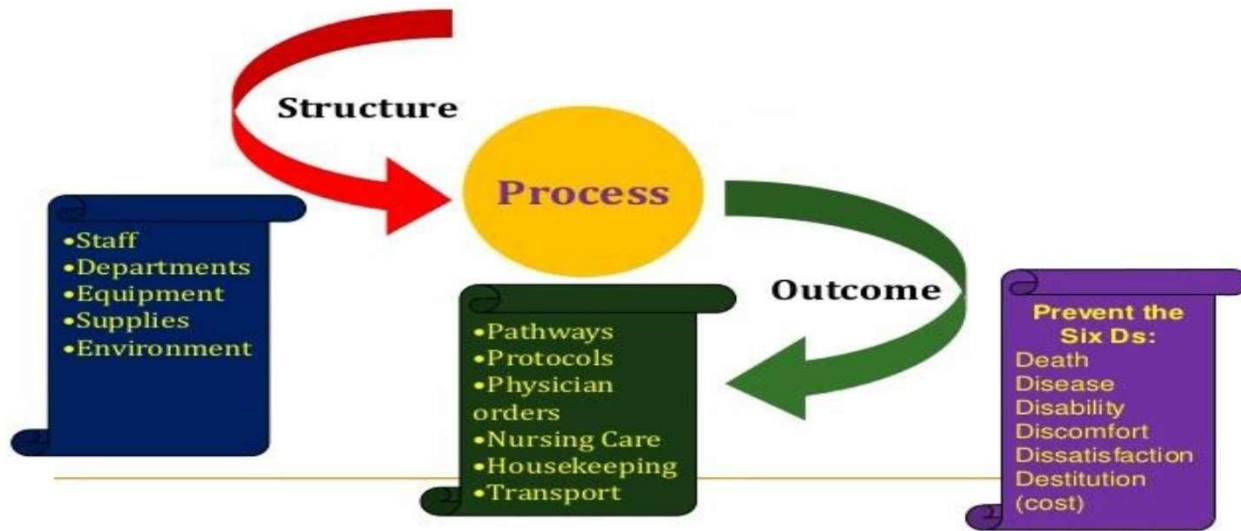 Structure
Process
Outcome
•Staff
•Departments
•Equipment
•Supplies
•Environment
•Pathways
•Protocols
•Physician
orders
•Nursing Care
•Housekeeping
•Transport
Prevent the
Six Ds:
Death
Disease
Disability
Discomfort
Dissatisfaction
Destitution
(cost)